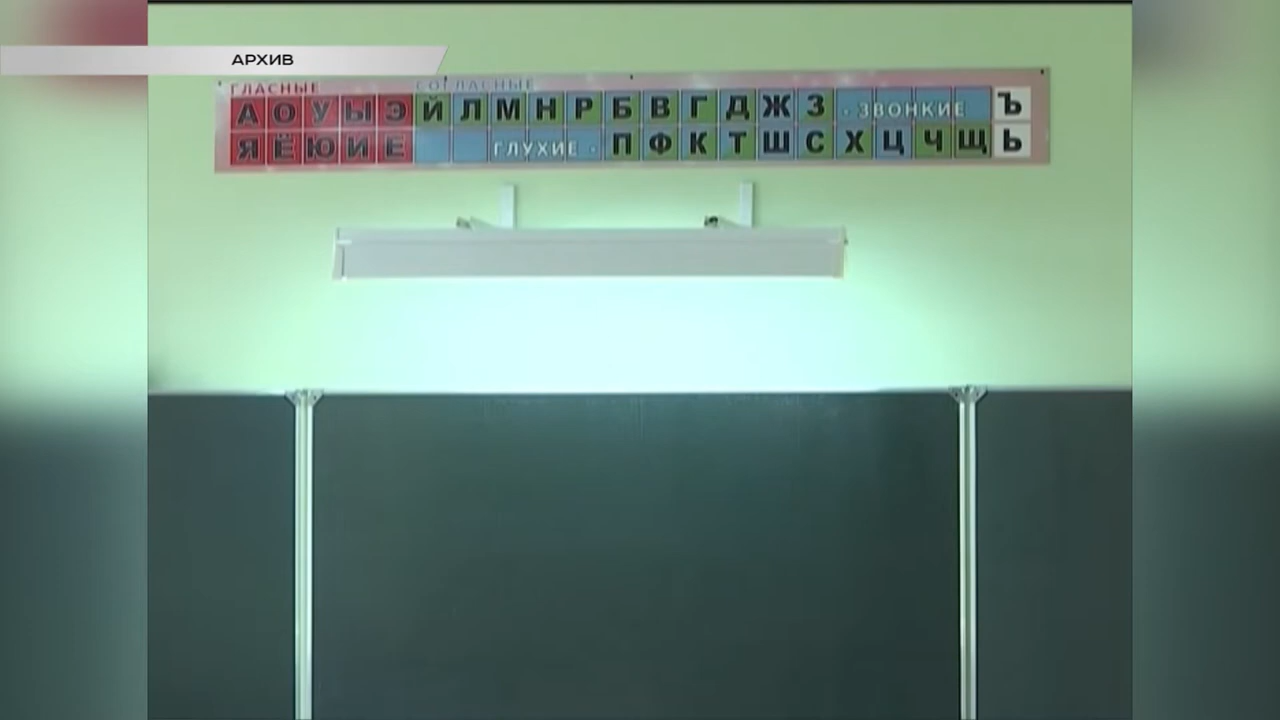 АРХИВ
ГЛАСНЫЕ СОГЛАСНЫЕ
А О У Ы Э Й Л М Н Р Б В Г Д Ж З - ЗВОНКИЕ Ъ
Я Ё Ю И Е ГЛУХИЕ - П Ф К Т Ш С Х Ц Ч Щ Ь